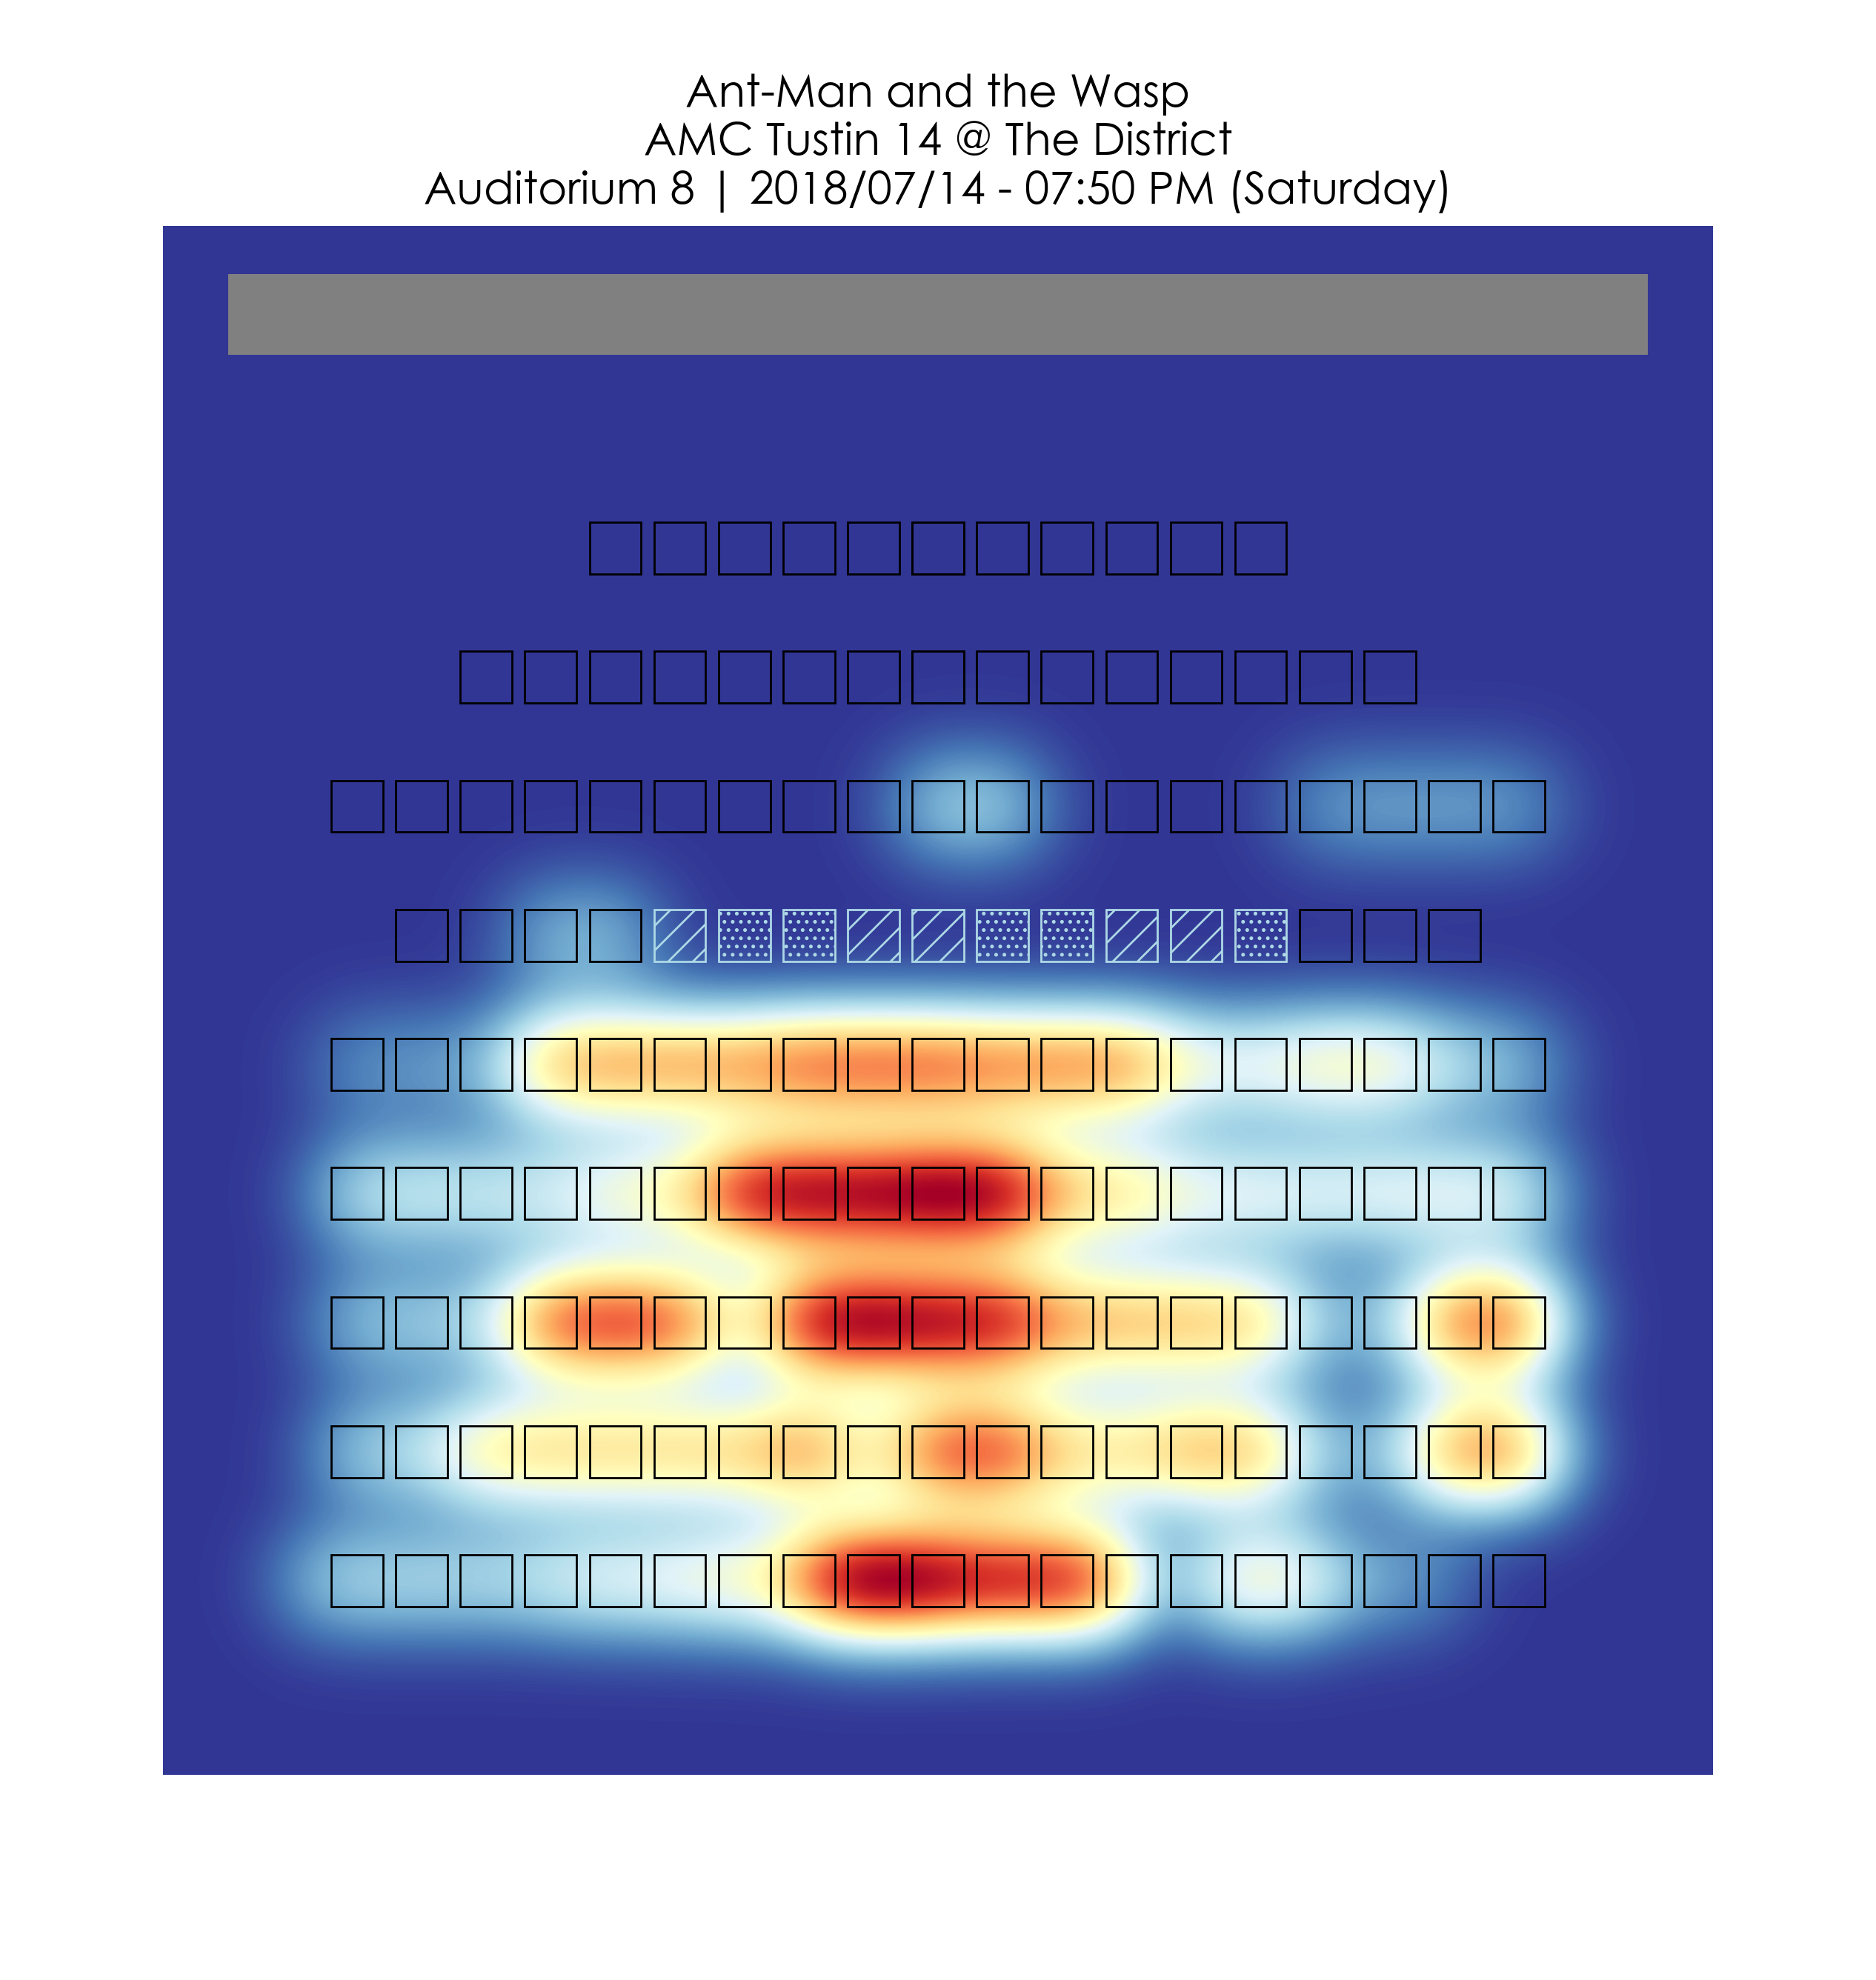 Ant-Man and the Wasp
AMC Tustin 14 @ The District
Auditorium 8 | 2018/07/14 - 07:50 PM (Saturday)